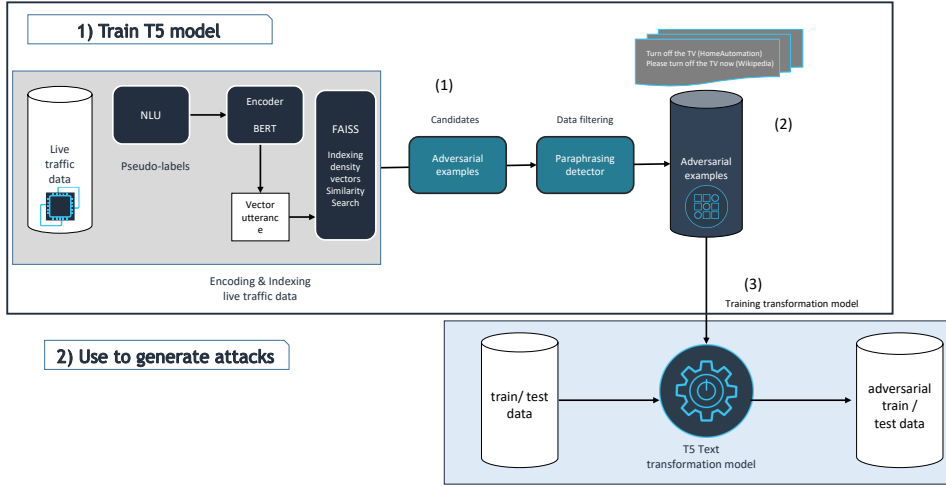 1) Train T5 model
Turn off the TV (HomeAutomation)
Please turn off the TV now (Wikipedia)
(1)
(2)
Live
traffic
data
NLU
Pseudo-labels
Encoder
BERT
Vector
utteranc
e
FAISS
Indexing
density
vectors
Similarity
Search
Encoding & Indexing
live traffic data
Candidates
Adversarial
examples
Data filtering
Paraphrasing
detector
Adversarial
examples
(3)
Training transformation model
2) Use to generate attacks
train/ test
data
T5 Text
transformation model
adversarial
train /
test data